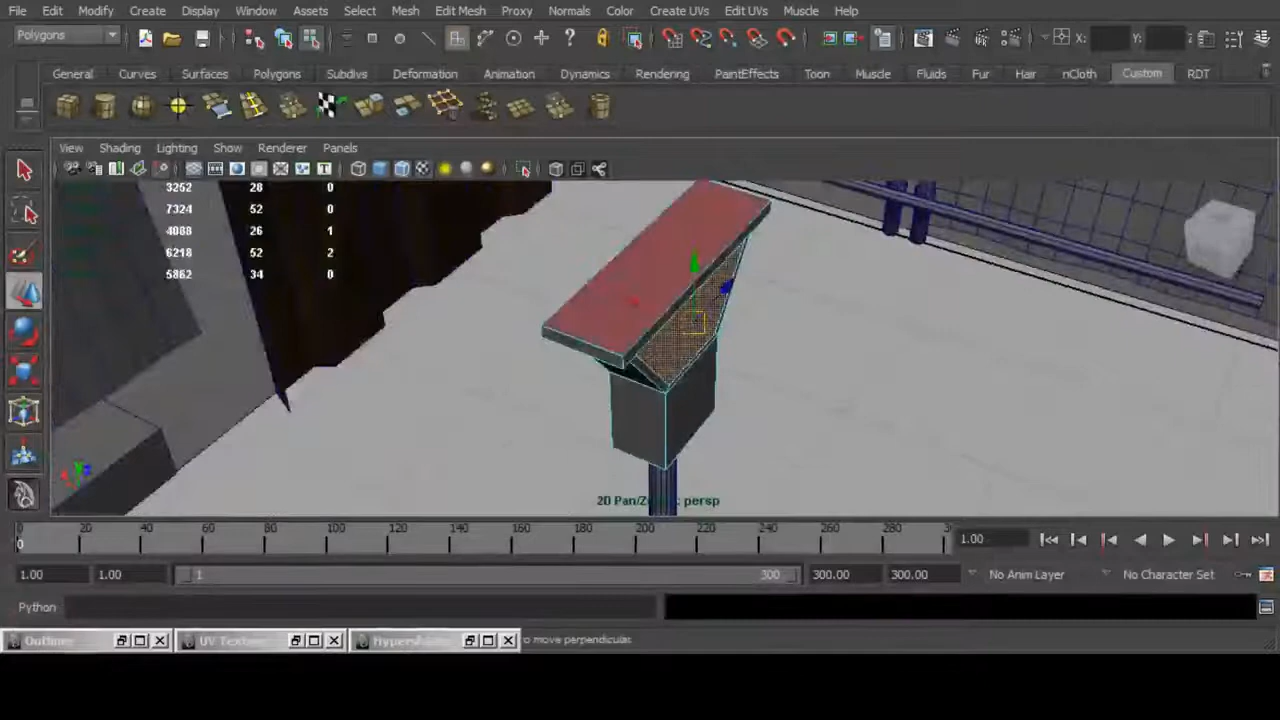 File Edit Modify Create Display Window Assets Select Mesh Edit Mesh Proxy Normals Color Create UVs Edit UVs Muscle Help
Polygons X: Y:
General Curves Surfaces Polygons Subdivs Deformation Animation Dynamics Rendering PaintEffects Toon Muscle Fluids Fur Hair nCloth Custom RDT
View Shading Lighting Show Renderer Panels
3252 28 0
7324 52 0
4088 26 1
6218 52 2
5862 34 0
2D Pan/Z persp
0 20 40 60 80 100 120 140 160 180 200 220 240 260 280
0 1.00
1.00 1.00 1 300 300.00 300.00 No Anim Layer No Character Set
Python
Outliner UV Texture Hypershade to move perpendicular